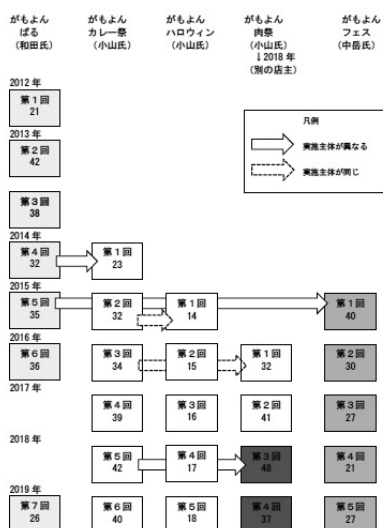 がもよん がもよん がもよん がもよん がもよん
ばる カレー祭 ハロウィン 肉祭 フェス
（和田氏） （小山氏） （小山氏） （小山氏） （中岳氏）
↓2018年
（別の店主）
2012年
第1回
21
2013年
第2回
42
第3回
38
凡例
実施主体が異なる
実施主体が同じ
2014年
第4回 第1回
32 23
2015年
第5回 第2回 第1回 第1回
35 32 14 40
2016年
第6回 第3回 第2回 第1回 第2回
36 34 15 32 30
2017年
第4回 第3回 第2回 第3回
39 16 41 27
2018年
第5回 第4回 第3回 第4回
42 17 48 21
2019年
第7回 第6回 第5回 第4回 第5回
26 40 18 37 27